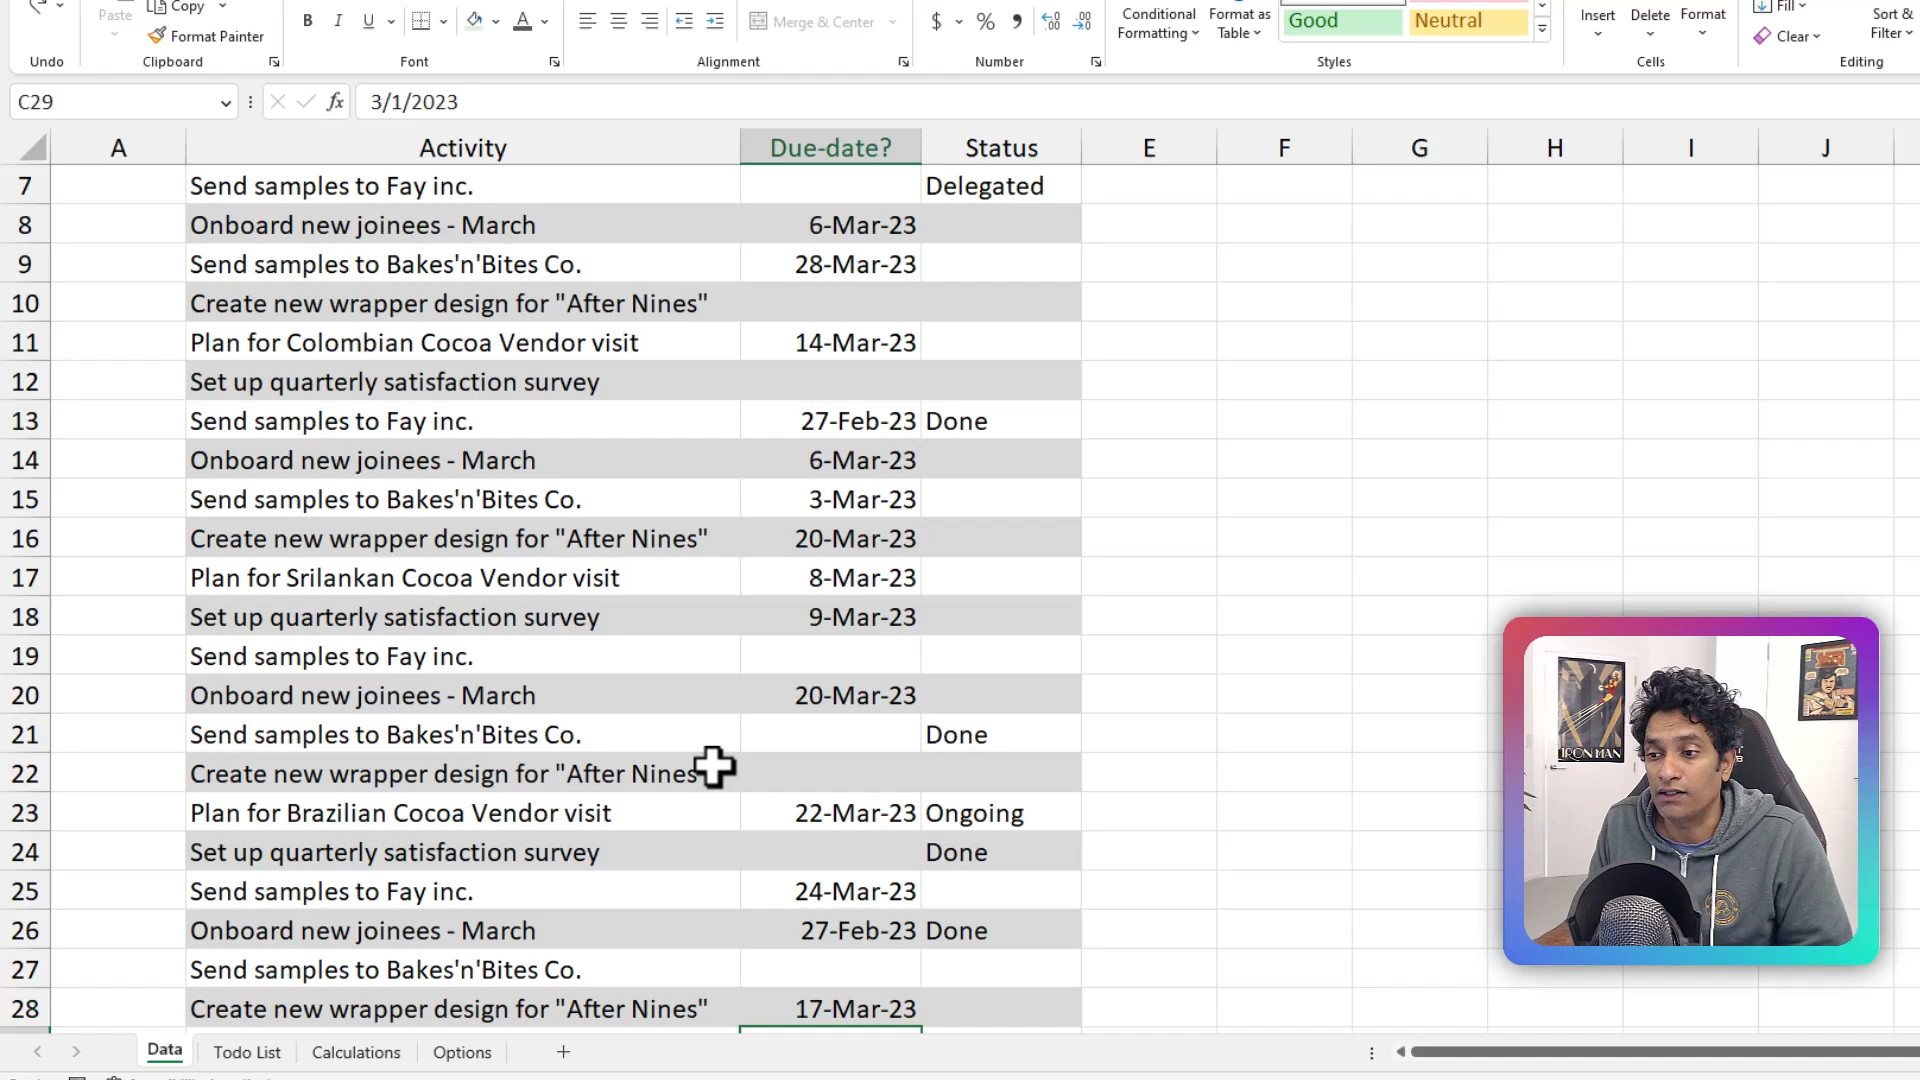 Paste
Copy
Format Painter
B I U
A
Merge & Center
$ % 9
Conditional Formatting
Format as Table
Good
Neutral
Insert
Delete
Format
Fill
Clear
Sort &
Filter
Undo
Clipboard
Font
Alignment
Number
Styles
Cells
Editing
C29
fx
3/1/2023
A Activity Due-date? Status E F G H I J
7 Send samples to Fay inc. Delegated
8 Onboard new joinees - March 6-Mar-23
9 Send samples to Bakes'n'Bites Co. 28-Mar-23
10 Create new wrapper design for "After Nines"
11 Plan for Colombian Cocoa Vendor visit 14-Mar-23
12 Set up quarterly satisfaction survey
13 Send samples to Fay inc. 27-Feb-23 Done
14 Onboard new joinees - March 6-Mar-23
15 Send samples to Bakes'n'Bites Co. 3-Mar-23
16 Create new wrapper design for "After Nines" 20-Mar-23
17 Plan for Srilankan Cocoa Vendor visit 8-Mar-23
18 Set up quarterly satisfaction survey 9-Mar-23
19 Send samples to Fay inc.
20 Onboard new joinees - March 20-Mar-23
21 Send samples to Bakes'n'Bites Co. Done
22 Create new wrapper design for "After Nines
23 Plan for Brazilian Cocoa Vendor visit 22-Mar-23 Ongoing
24 Set up quarterly satisfaction survey Done
25 Send samples to Fay inc. 24-Mar-23
26 Onboard new joinees - March 27-Feb-23 Done
27 Send samples to Bakes'n'Bites Co.
28 Create new wrapper design for "After Nines" 17-Mar-23
IRON MAN
Data Todo List Calculations Options